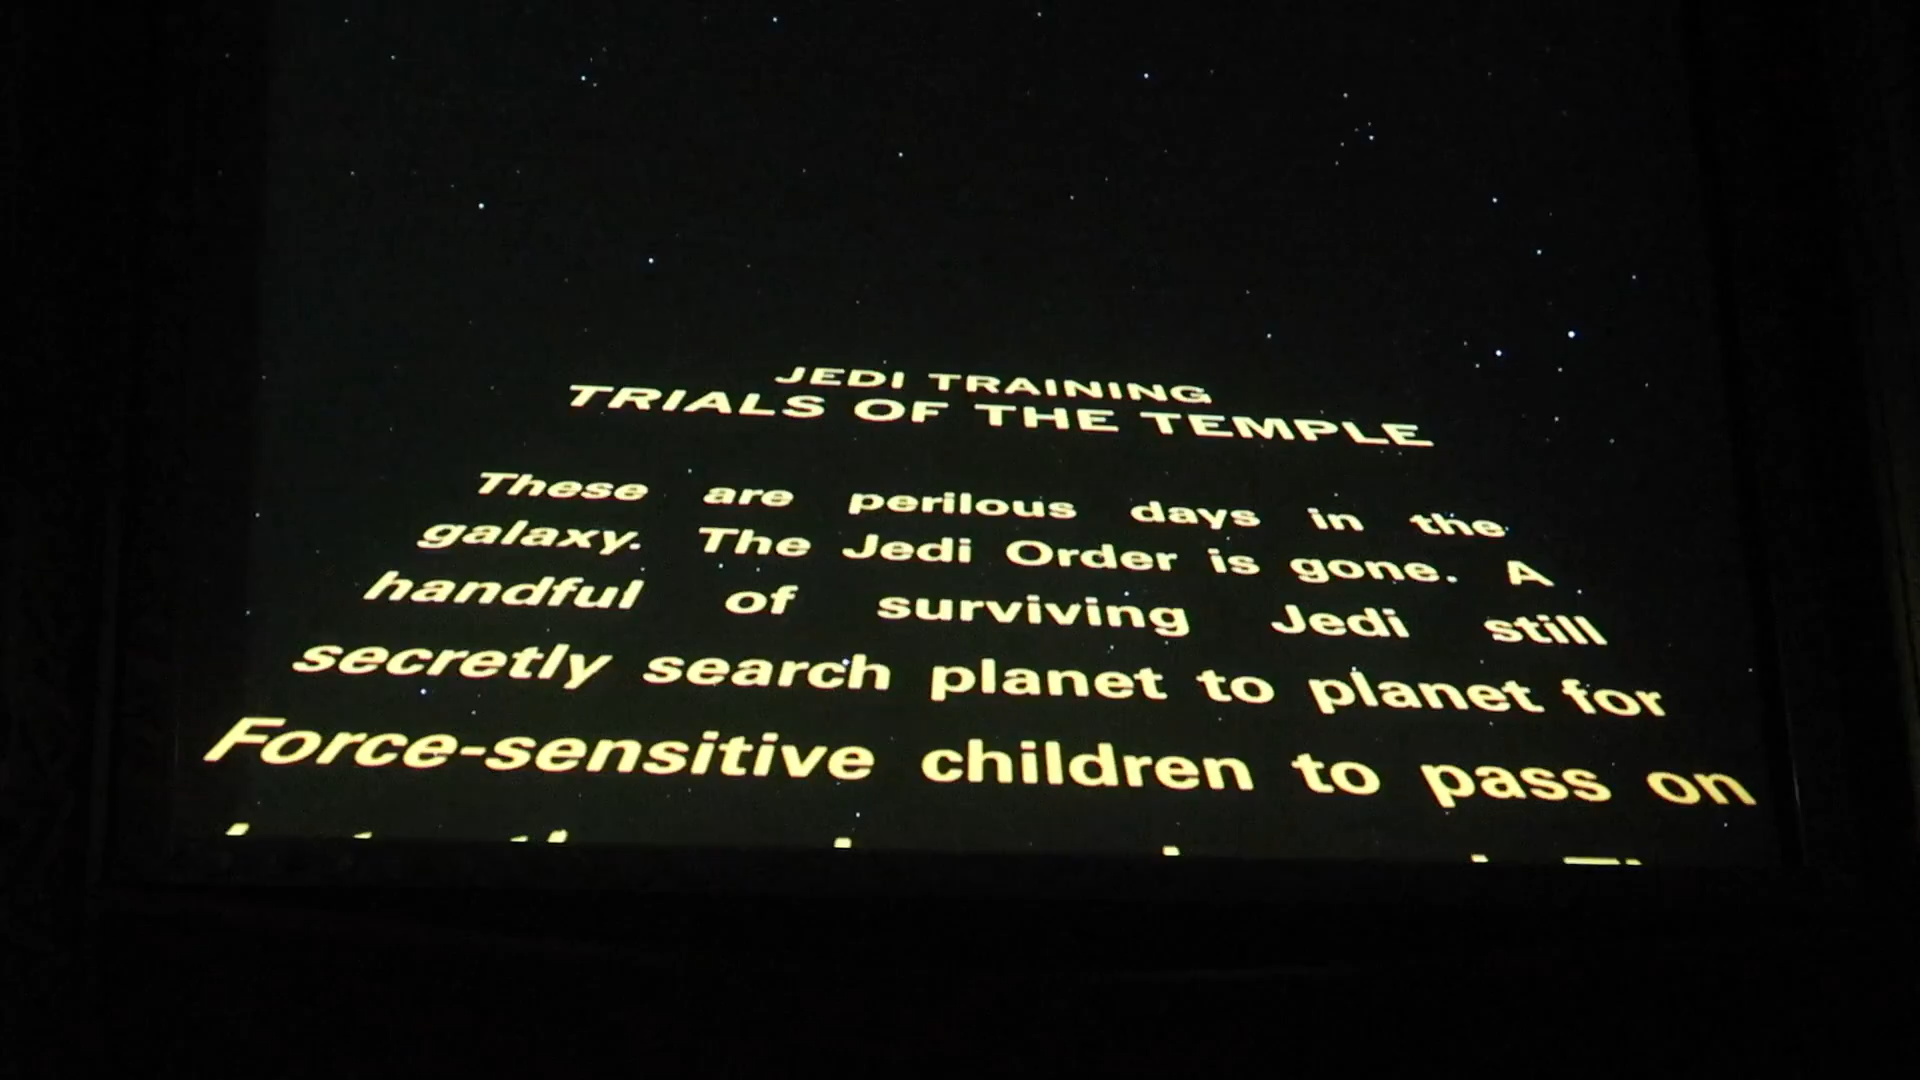 JEDI TRAINING
TRIALS OF THE TEMPLE
These are perilous days in the
galaxy. The Jedi Order is gone. A
handful of surviving Jedi still
secretly search planet to planet for
Force-sensitive children to pass on